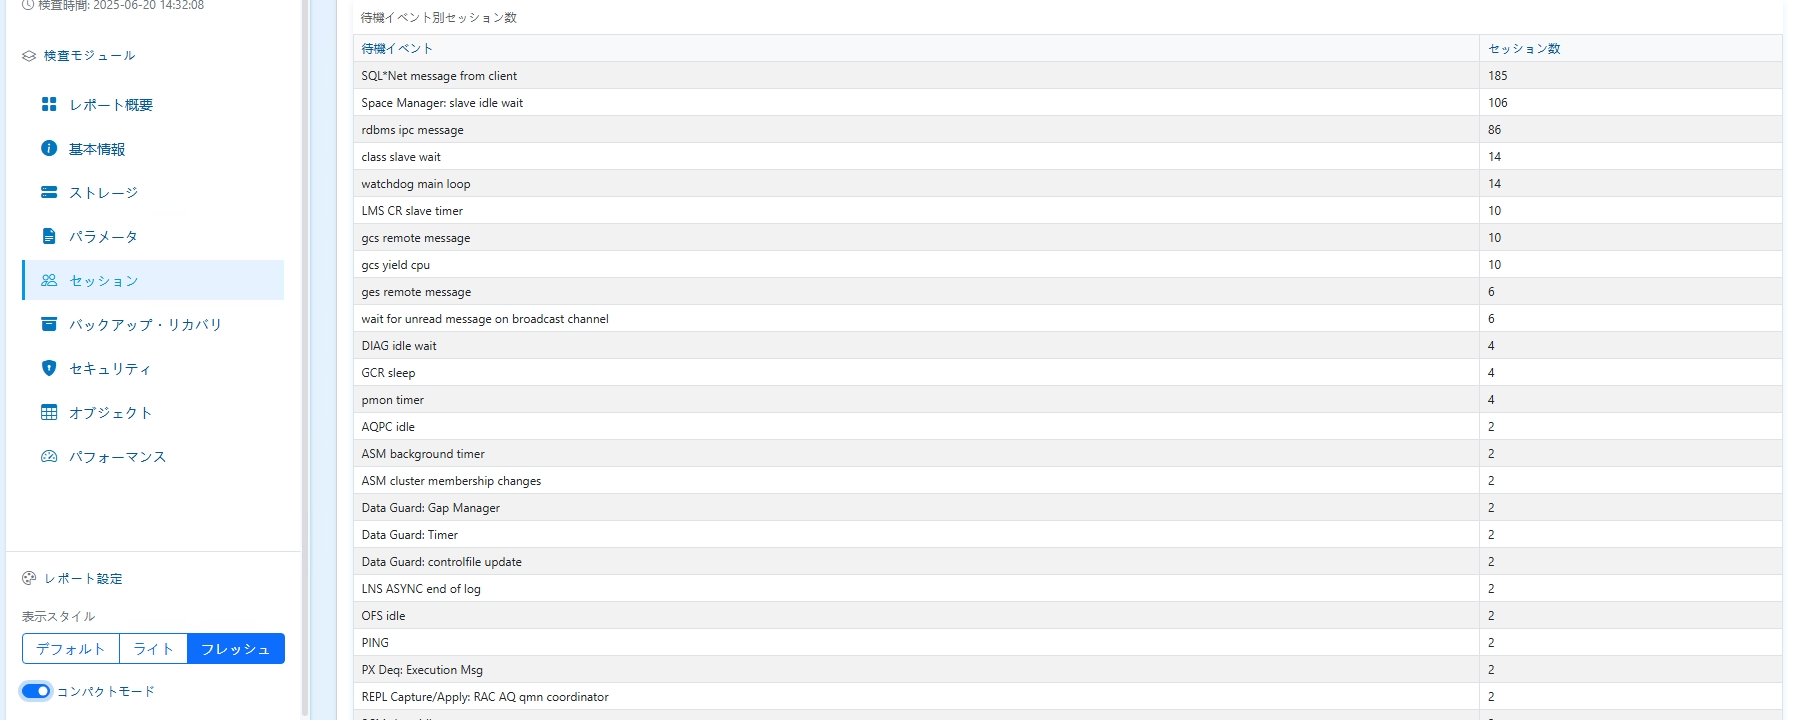 検査時間: 2025-06-20 14:32:08
検査モジュール
レポート概要
基本情報
ストレージ
パラメータ
セッション
バックアップ・リカバリ
セキュリティ
オブジェクト
パフォーマンス
レポート設定
表示スタイル
デフォルト ライト フレッシュ
コンパクトモード
待機イベント別セッション数
待機イベント セッション数
SQL*Net message from client 185
Space Manager: slave idle wait 106
rdbms ipc message 86
class slave wait 14
watchdog main loop 14
LMS CR slave timer 10
gcs remote message 10
gcs yield cpu 10
ges remote message 6
wait for unread message on broadcast channel 6
DIAG idle wait 4
GCR sleep 4
pmon timer 4
AQPC idle 2
ASM background timer 2
ASM cluster membership changes 2
Data Guard: Gap Manager 2
Data Guard: Timer 2
Data Guard: controlfile update 2
LNS ASYNC end of log 2
OFS idle 2
PING 2
PX Deq: Execution Msg 2
REPL Capture/Apply: RAC AQ qmn coordinator 2